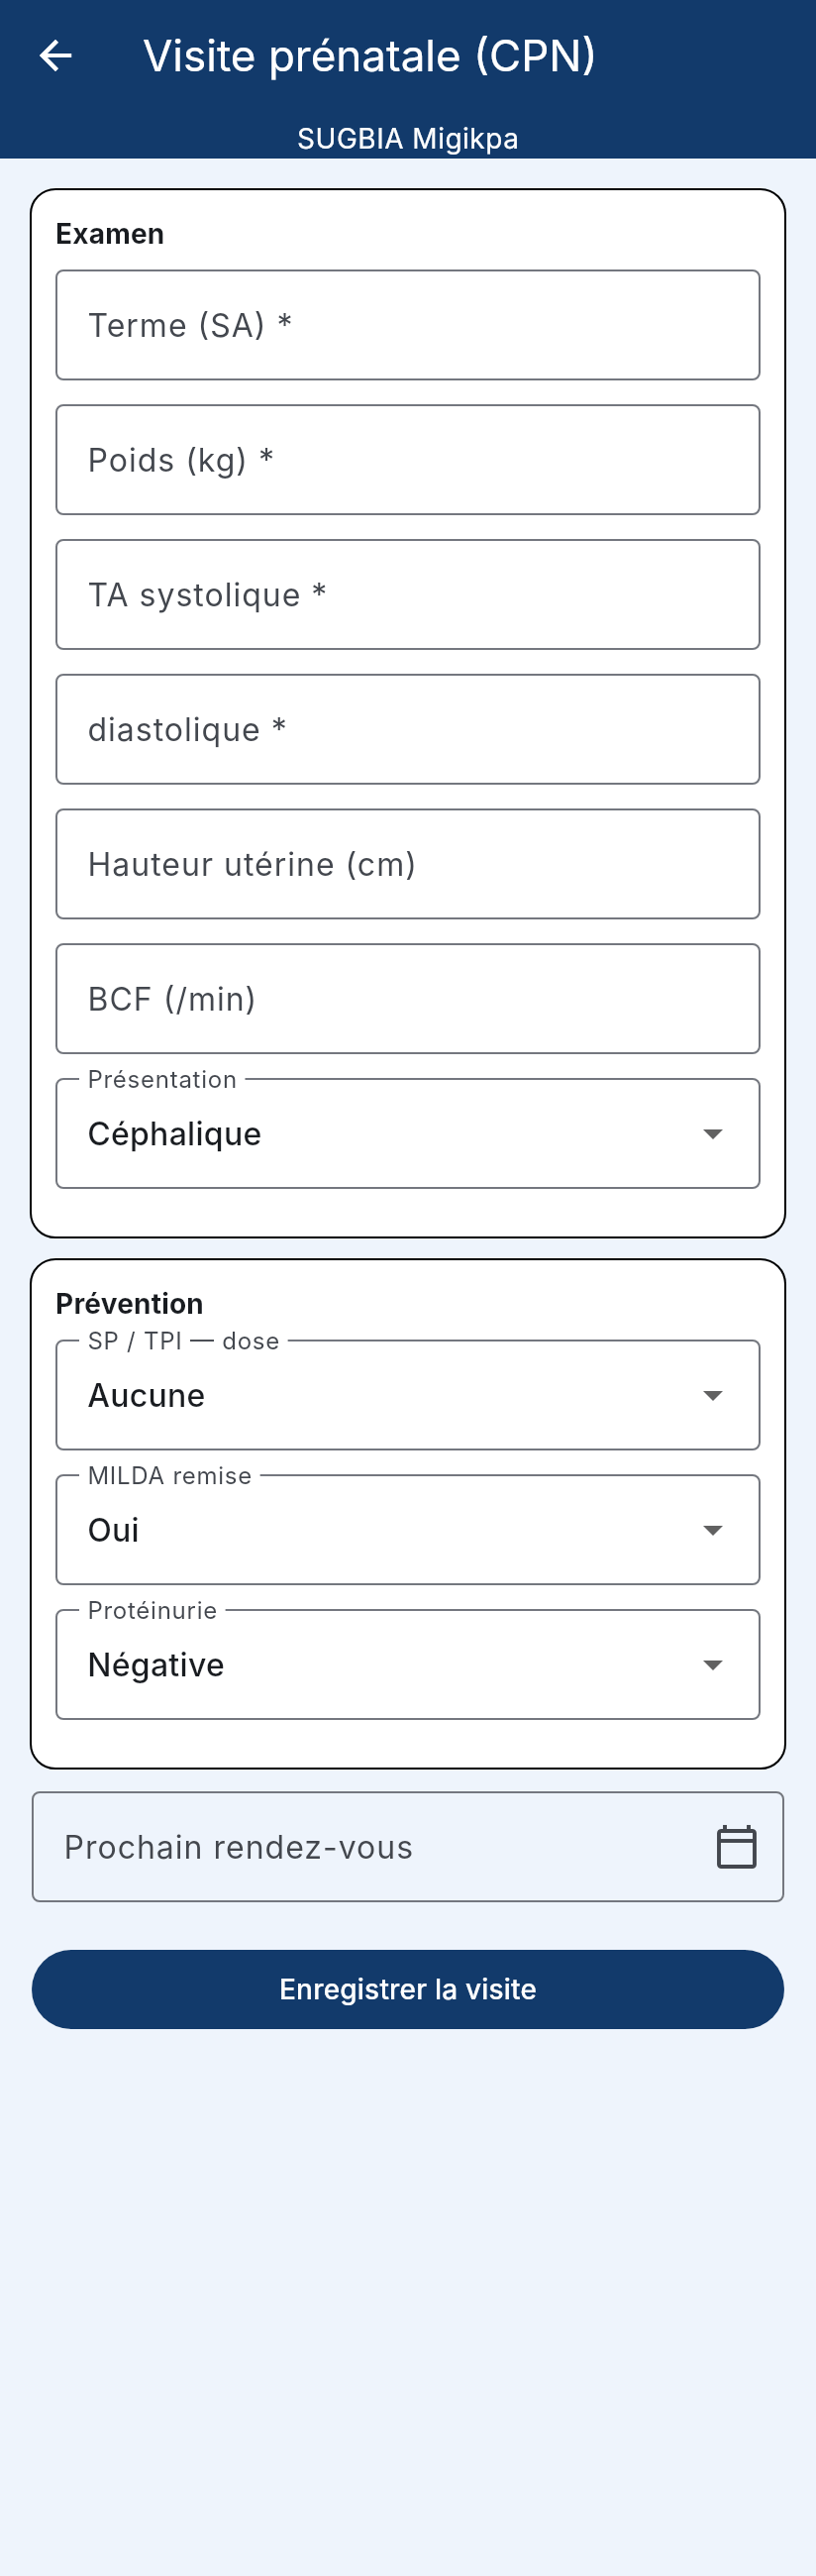 Visite prénatale (CPN)
SUGBIA Migikpa
Examen
Terme (SA) *
Poids (kg) *
TA systolique *
diastolique *
Hauteur utérine (cm)
BCF (/min)
Présentation
Céphalique
Prévention
SP / TPI — dose
Aucune
MILDA remise
Oui
Protéinurie
Négative
Prochain rendez-vous
Enregistrer la visite